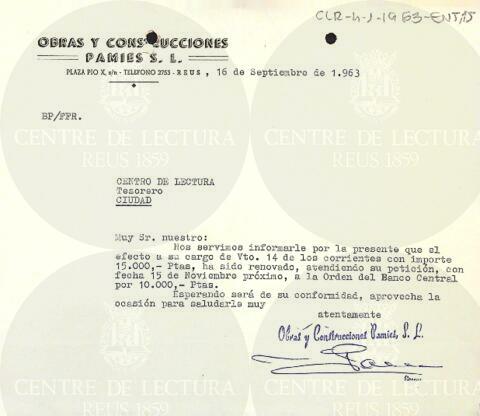 CLR-4-1-1963-ENT
OBRAS Y CONSTRUCCIONES
PAMIES S. L.
PLAZA PIO X, s/n - TELEFONO 2753 - REUS, 16 de Septiembre de 1.963
BP/FFR.
CENTRO DE LECTURA
Tesorero
CIUDAD
Muy Sr. nuestro:
Nos servimos informarle por la presente que el
efecto a su cargo de Vto. 14 de los corrientes con importe
15.000,- Ptas, ha sido renovado, atendiendo su petición, con
fecha 15 de Noviembre próximo, a la Orden del Banco Central
por 10.000,- Ptas.
Esperando será de su conformidad, aprovecha la
ocasión para saludarle muy
atentamente
Obras y Construcciones Pamies, S. L.
CENTRE DE LECTURA
REUS 1859
CENTRE DE LECTURA
REUS 1859
CENTRE DE LECTURA
REUS 1859
CENTRE DE LECTURA
REUS 1859